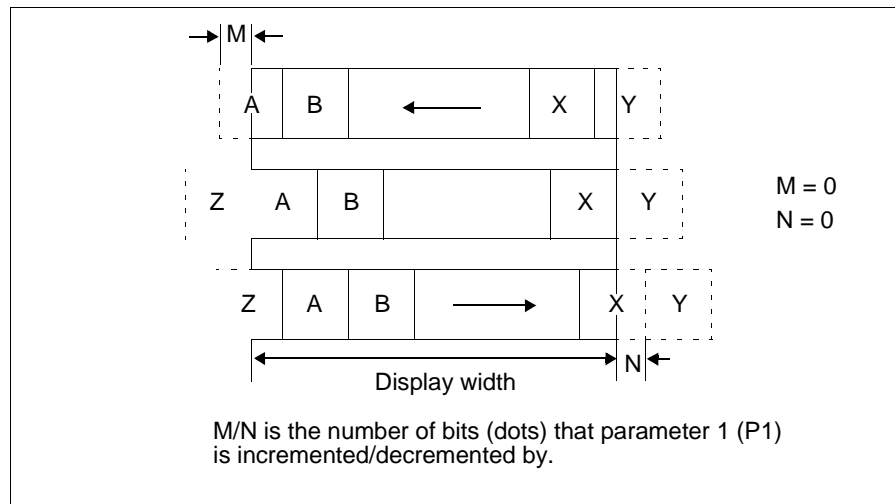 M
A B X Y
Z A B X Y
M = 0
N = 0
Z A B X Y
N
Display width
M/N is the number of bits (dots) that parameter 1 (P1)
is incremented/decremented by.